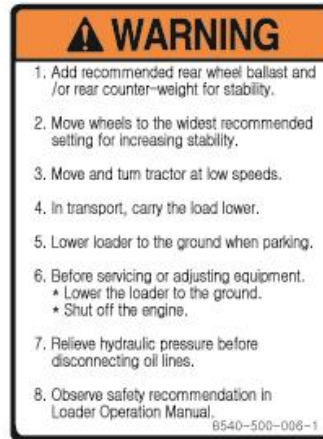 WARNING
1. Add recommended rear wheel ballast and
/or rear counter-weight for stability.
2. Move wheels to the widest recommended
setting for increasing stability.
3. Move and turn tractor at low speeds.
4. In transport, carry the load lower.
5. Lower loader to the ground when parking.
6. Before servicing or adjusting equipment.
* Lower the loader to the ground.
* Shut off the engine.
7. Relieve hydraulic pressure before
disconnecting oil lines.
8. Observe safety recommendation in
Loader Operation Manual.
8540-500-006-1